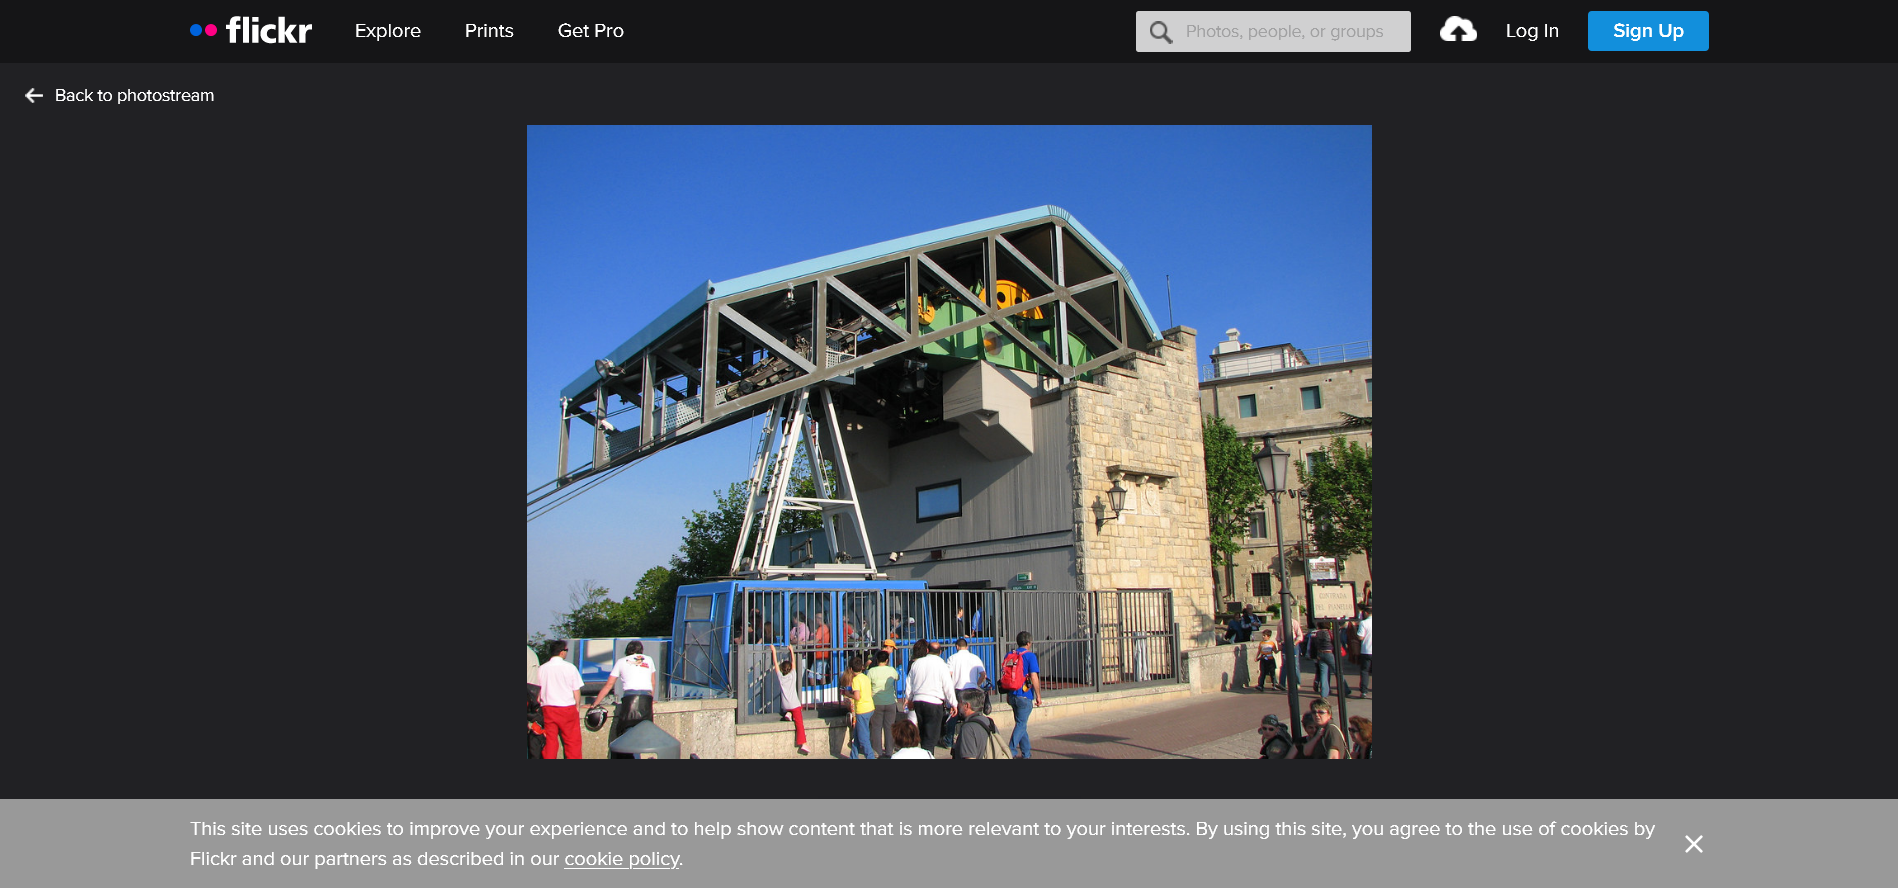 flickr
Explore
Prints
Get Pro
Photos, people, or groups
Log In
Sign Up
Back to photostream
CONTRADA
DEL PIANELLO
This site uses cookies to improve your experience and to help show content that is more relevant to your interests. By using this site, you agree to the use of cookies by
Flickr and our partners as described in our cookie policy.